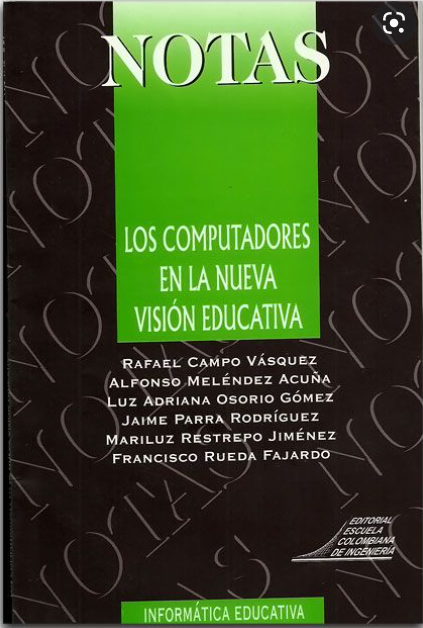 NOTAS
LOS COMPUTADORES
EN LA NUEVA
VISIÓN EDUCATIVA
RAFAEL CAMPO VÁSQUEZ
ALFONSO MELÉNDEZ ACUÑA
LUZ ADRIANA OSORIO GÓMEZ
JAIME PARRA RODRÍGUEZ
MARILUZ RESTREPO JIMÉNEZ
FRANCISCO RUEDA FAJARDO
EDITORIAL
ESCUELA
COLOMBIANA
DE INGENIERÍA
INFORMÁTICA EDUCATIVA